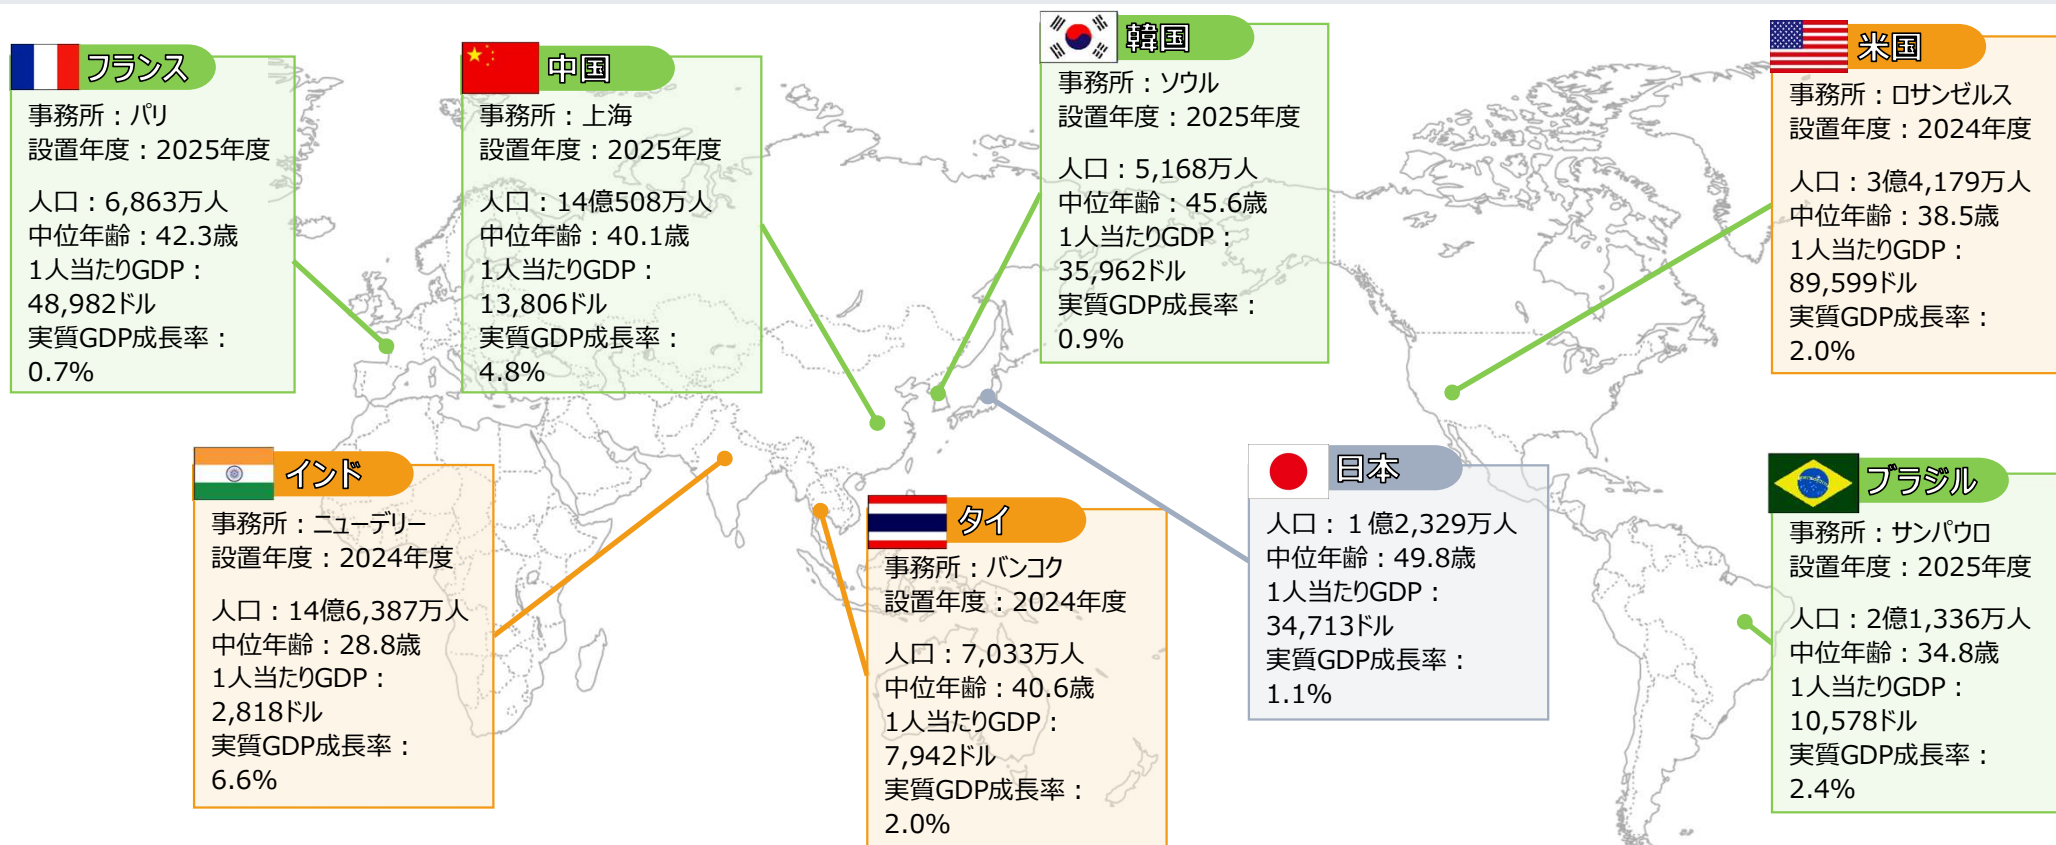 フランス
事務所：パリ
設置年度：2025年度
人口：6,863万人
中位年齢：42.3歳
1人当たりGDP：
48,982ドル
実質GDP成長率：
0.7%
中国
事務所：上海
設置年度：2025年度
人口：14億508万人
中位年齢：40.1歳
1人当たりGDP：
13,806ドル
実質GDP成長率：
4.8%
韓国
事務所：ソウル
設置年度：2025年度
人口：5,168万人
中位年齢：45.6歳
1人当たりGDP：
35,962ドル
実質GDP成長率：
0.9%
米国
事務所：ロサンゼルス
設置年度：2024年度
人口：3億4,179万人
中位年齢：38.5歳
1人当たりGDP：
89,599ドル
実質GDP成長率：
2.0%
インド
事務所：ニューデリー
設置年度：2024年度
人口：14億6,387万人
中位年齢：28.8歳
1人当たりGDP：
2,818ドル
実質GDP成長率：
6.6%
タイ
事務所：バンコク
設置年度：2024年度
人口：7,033万人
中位年齢：40.6歳
1人当たりGDP：
7,942ドル
実質GDP成長率：
2.0%
日本
人口：１億2,329万人
中位年齢：49.8歳
1人当たりGDP：
34,713ドル
実質GDP成長率：
1.1%
ブラジル
事務所：サンパウロ
設置年度：2025年度
人口：2億1,336万人
中位年齢：34.8歳
1人当たりGDP：
10,578ドル
実質GDP成長率：
2.4%